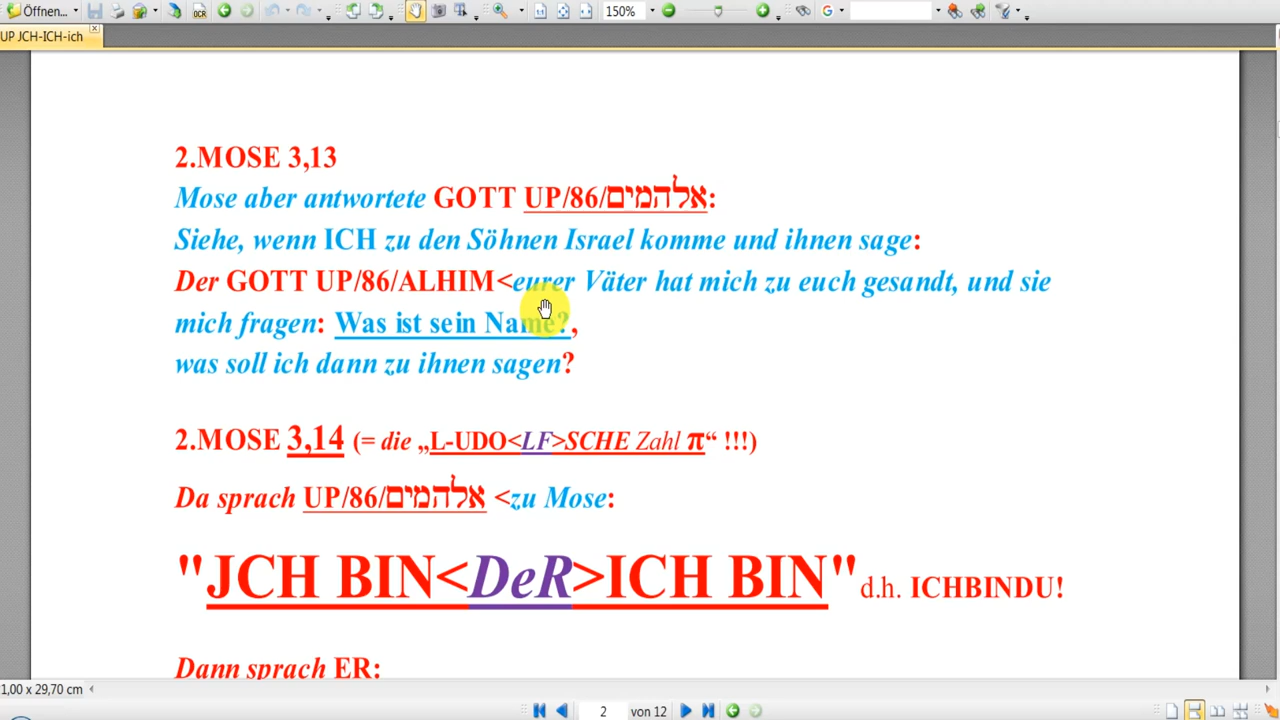 Öffnen...
OCR
150%
UP JCH-ICH-ich
2.MOSE 3,13
Mose aber antwortete GOTT UP/86/אלהמים:
Siehe, wenn ICH zu den Söhnen Israel komme und ihnen sage:
Der GOTT UP/86/ALHIM<eurer Väter hat mich zu euch gesandt, und sie
mich fragen: Was ist sein Name?,
was soll ich dann zu ihnen sagen?
2.MOSE 3,14 (= die „L-UDO<LF>SCHE Zahl π“ !!!)
Da sprach UP/86/אלהמים <zu Mose:
"JCH BIN<DeR>ICH BIN" d.h. ICHBINDU!
Dann sprach ER:
1,00 x 29,70 cm
2 von 12